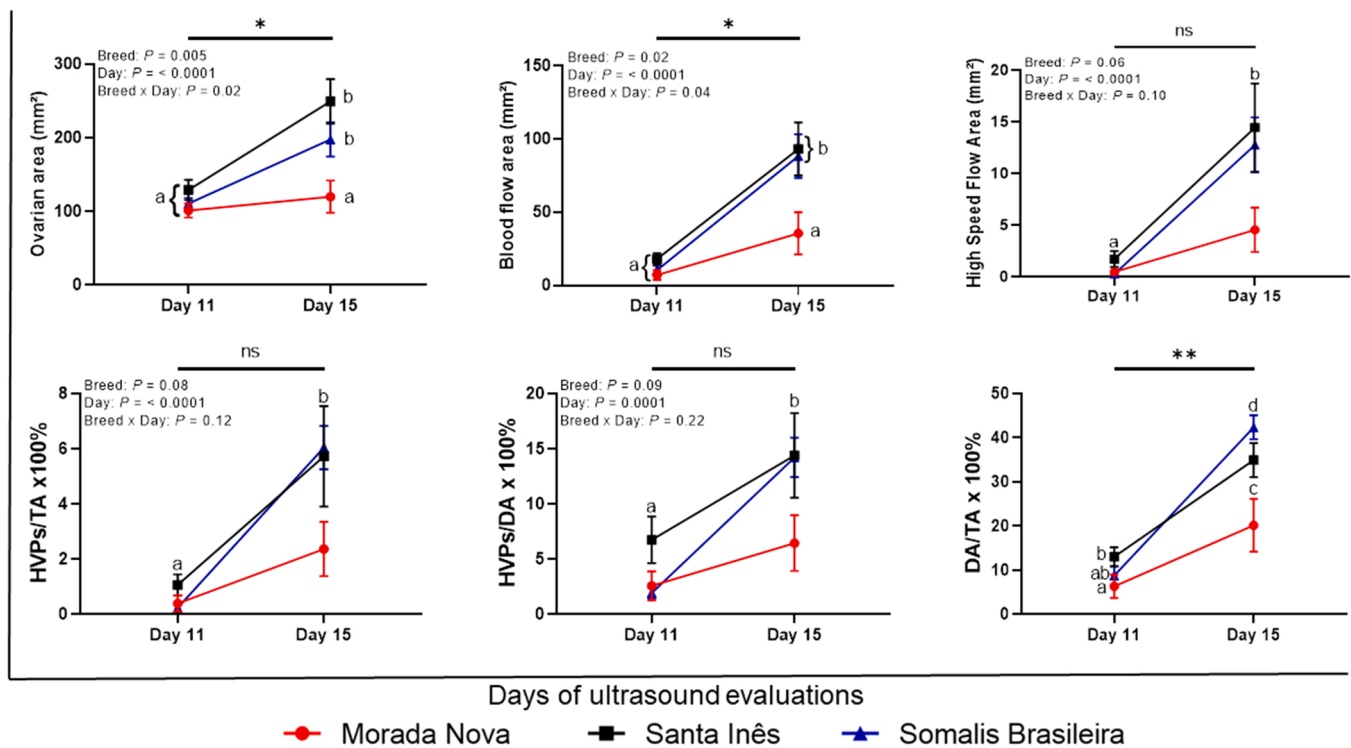 *
Breed: P = 0.005
Day: P = < 0.0001
Breed x Day: P = 0.02
Ovarian area (mm²)
300
200
100
0
a
{
b
b
a
Day 11
Day 15
*
Breed: P = 0.02
Day: P = < 0.0001
Breed x Day: P = 0.04
Blood flow area (mm²)
150
100
50
0
a
{
}
b
a
Day 11
Day 15
ns
Breed: P = 0.06
Day: P = < 0.0001
Breed x Day: P = 0.10
High Speed Flow Area (mm²)
20
15
10
5
0
a
b
Day 11
Day 15
ns
Breed: P = 0.08
Day: P = < 0.0001
Breed x Day: P = 0.12
HVPs/TA x100%
8
6
4
2
0
a
b
Day 11
Day 15
ns
Breed: P = 0.09
Day: P = 0.0001
Breed x Day: P = 0.22
HVPs/DA x 100%
20
15
10
5
0
a
b
Day 11
Day 15
**
DA/TA x 100%
50
40
30
20
10
0
b
ab
a
d
c
Day 11
Day 15
Days of ultrasound evaluations
Morada Nova Santa Inês Somalis Brasileira